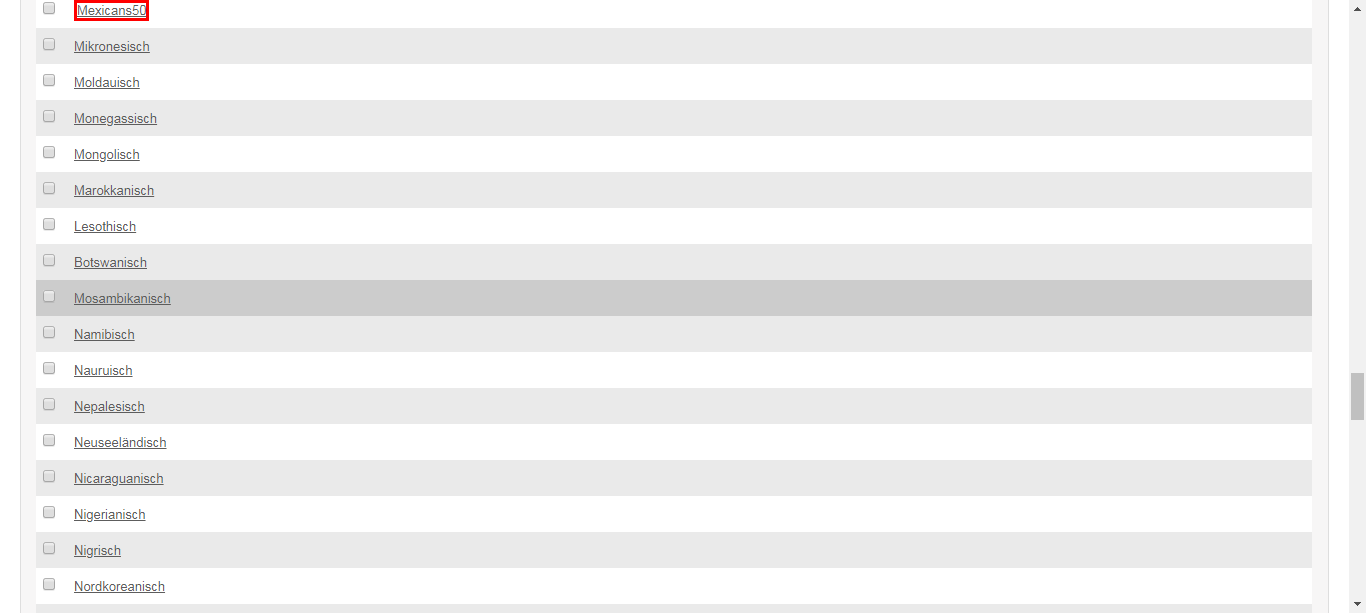 Mexicans50
Mikronesisch
Moldauisch
Monegassisch
Mongolisch
Marokkanisch
Lesothisch
Botswanisch
Mosambikanisch
Namibisch
Nauruisch
Nepalesisch
Neuseeländisch
Nicaraguanisch
Nigerianisch
Nigrisch
Nordkoreanisch